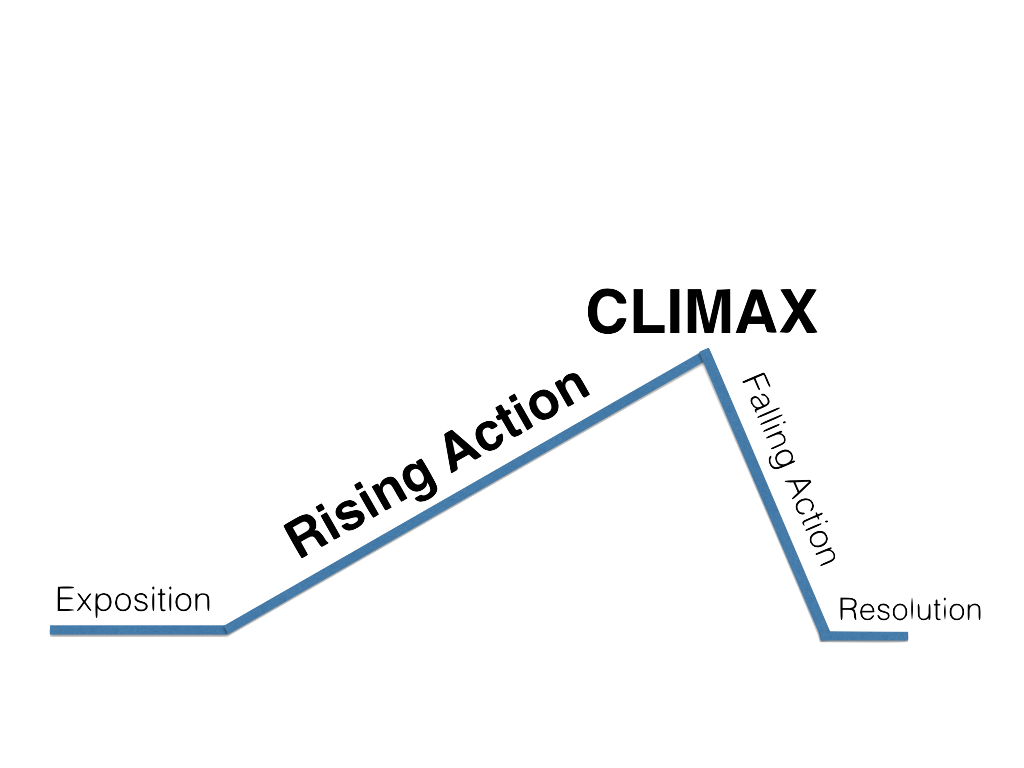 Exposition
Rising Action
CLIMAX
Falling Action
Resolution